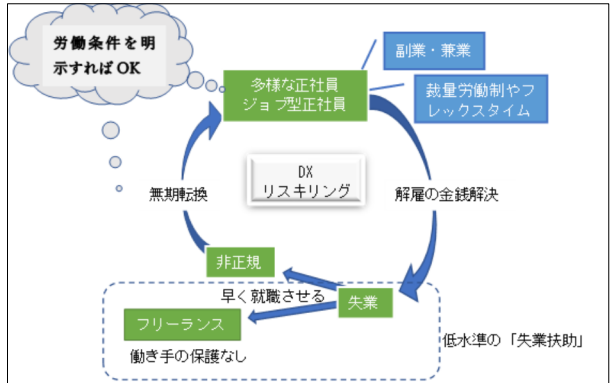 労働条件を明
示すればOK
副業・兼業
多様な正社員
ジョブ型正社員
裁量労働制やフ
レックスタイム
DX
リスキリング
無期転換
解雇の金銭解決
非正規
早く就職させる
失業
フリーランス
働き手の保護なし
低水準の「失業扶助」